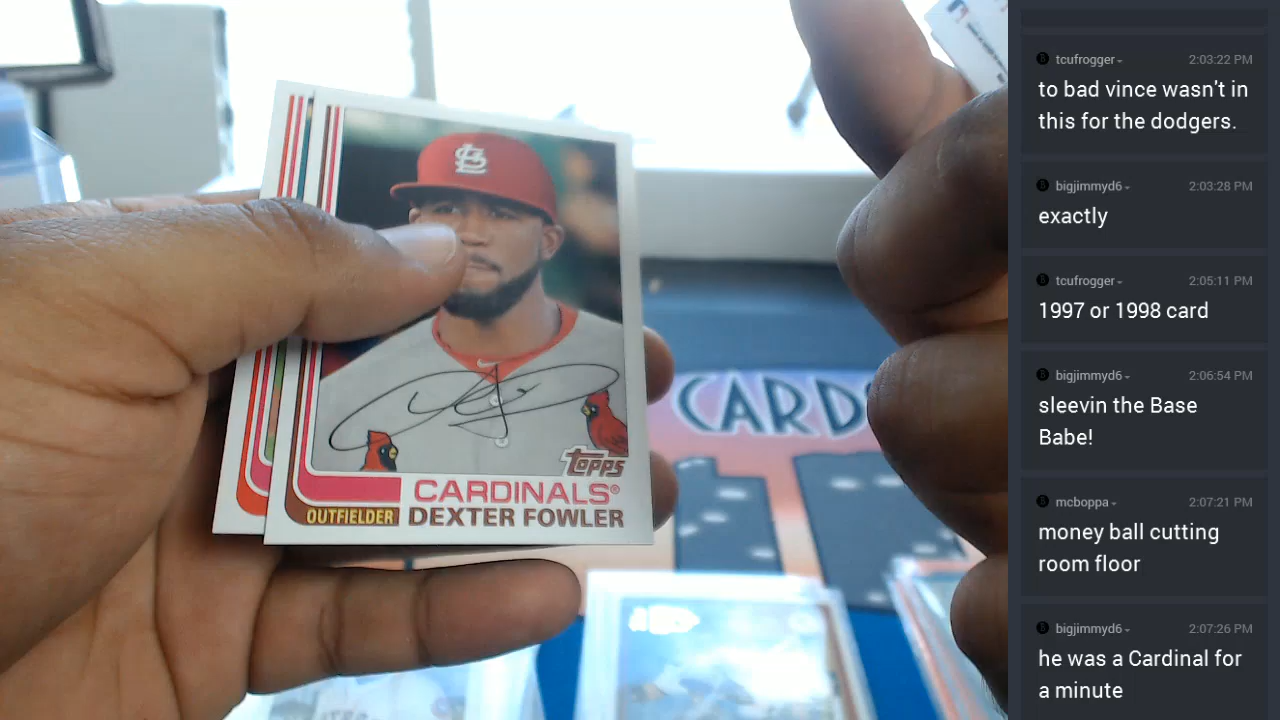 STL
TOPPS
CARDINALS®
OUTFIELDER DEXTER FOWLER
CARDS
tcufrogger 2:03:22 PM
to bad vince wasn't in
this for the dodgers.
bigjimmyd6 2:03:28 PM
exactly
tcufrogger 2:05:11 PM
1997 or 1998 card
bigjimmyd6 2:06:54 PM
sleevin the Base
Babe!
mcboppa 2:07:21 PM
money ball cutting
room floor
bigjimmyd6 2:07:26 PM
he was a Cardinal for
a minute